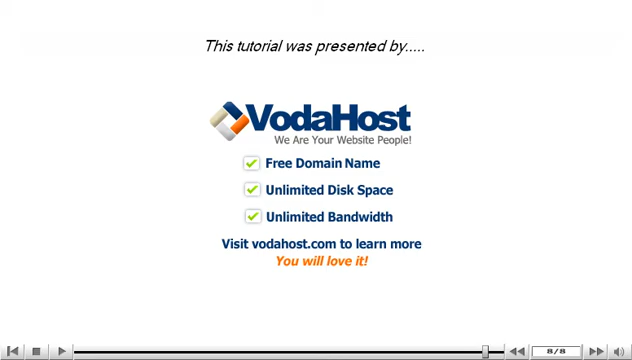 This tutorial was presented by.....
VodaHost
We Are Your Website People!
Free Domain Name
Unlimited Disk Space
Unlimited Bandwidth
Visit vodahost.com to learn more
You will love it!
8/8